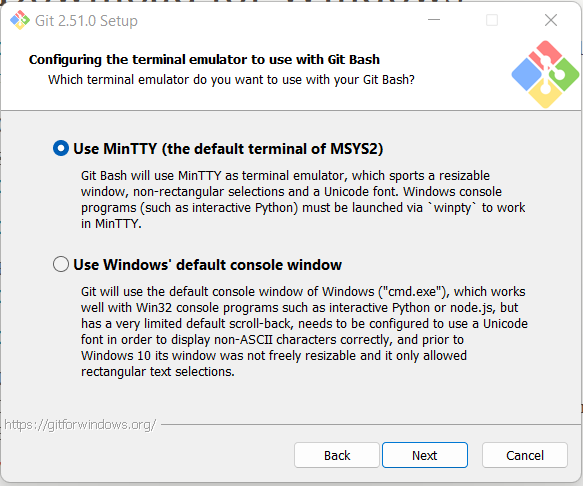 Git 2.51.0 Setup
Configuring the terminal emulator to use with Git Bash
Which terminal emulator do you want to use with your Git Bash?
Use MinTTY (the default terminal of MSYS2)
Git Bash will use MinTTY as terminal emulator, which sports a resizable
window, non-rectangular selections and a Unicode font. Windows console
programs (such as interactive Python) must be launched via `winpty` to work
in MinTTY.
Use Windows' default console window
Git will use the default console window of Windows ("cmd.exe"), which works
well with Win32 console programs such as interactive Python or node.js, but
has a very limited default scroll-back, needs to be configured to use a Unicode
font in order to display non-ASCII characters correctly, and prior to
Windows 10 its window was not freely resizable and it only allowed
rectangular text selections.
https://gitforwindows.org/
Back
Next
Cancel